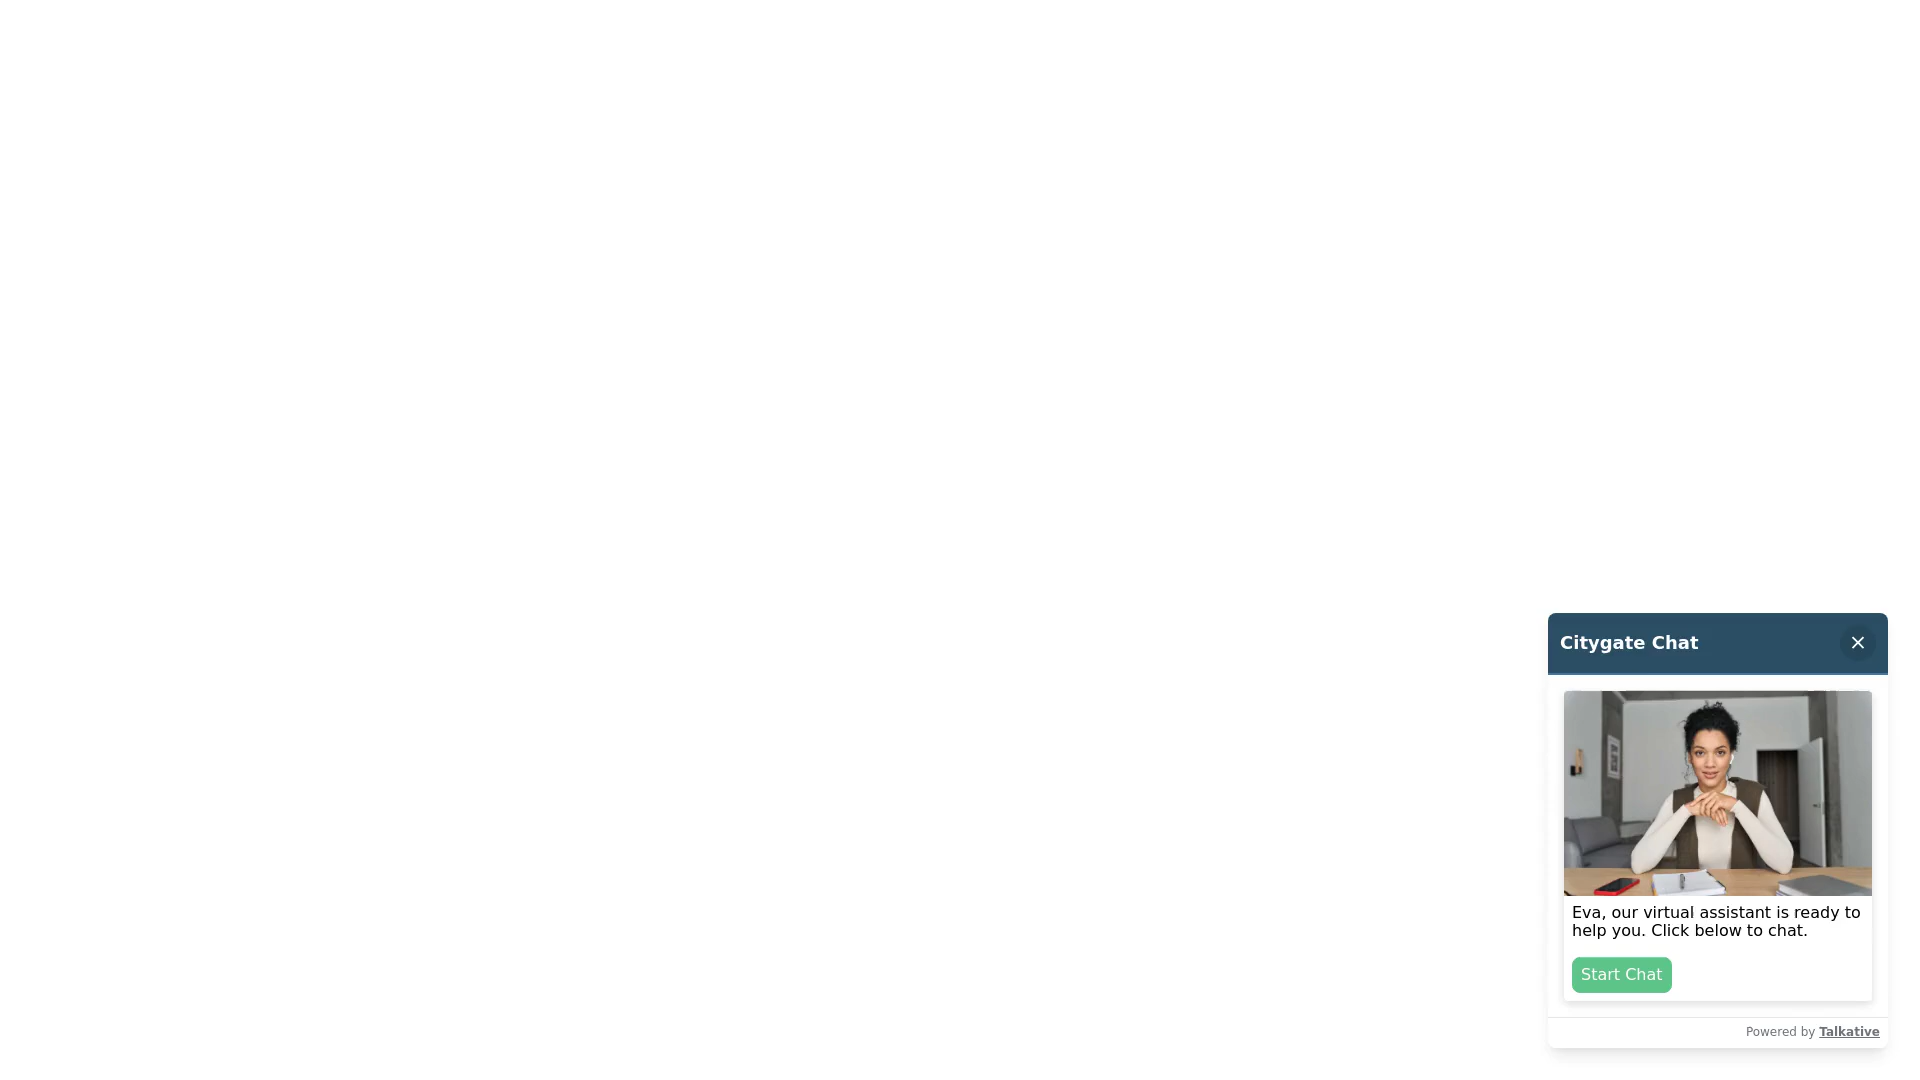 Citygate Chat
Eva, our virtual assistant is ready to
help you. Click below to chat.
Start Chat
Powered by Talkative